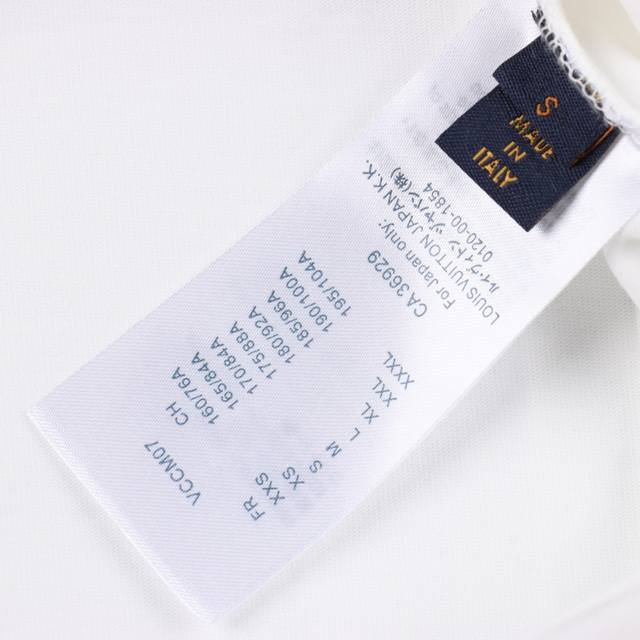 S
MADE
IN
ITALY
VCCM07
FR CH
XXS 160/76A
XS 165/84A
S 170/84A
M 175/88A
L 180/92A
XL 185/96A
XXL 190/100A
XXXL 195/104A
CA 36929
For Japan only.
LOUIS VUITTON JAPAN K.K.
ルイ・ヴィトン ジャパン(株)
0120-00-1854